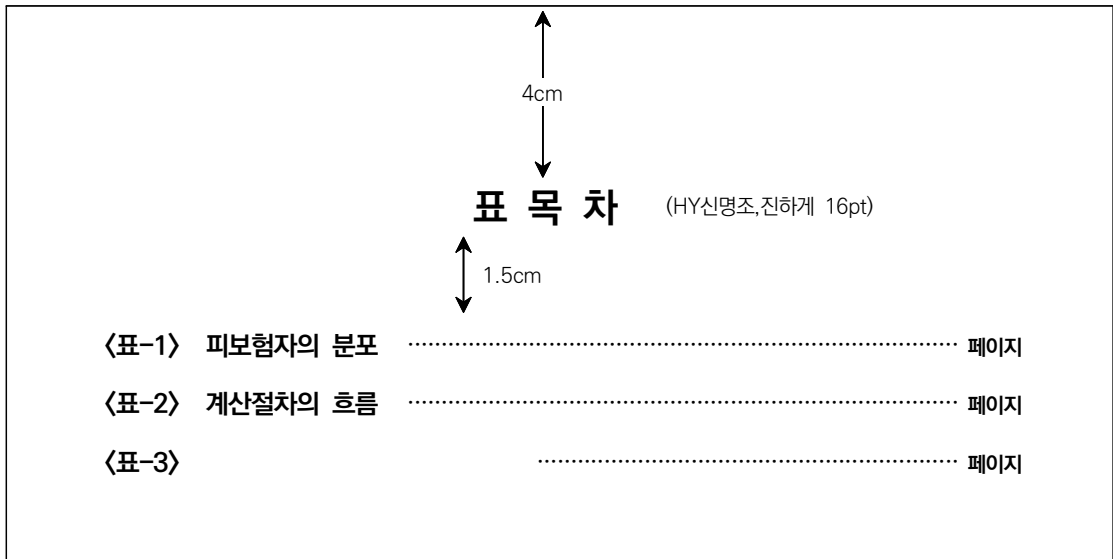 4cm
표 목 차 (HY신명조,진하게 16pt)
1.5cm
<표-1> 피보험자의 분포 ………………………………………………………… 페이지
<표-2> 계산절차의 흐름 ………………………………………………………… 페이지
<표-3> ………………………………………………………… 페이지